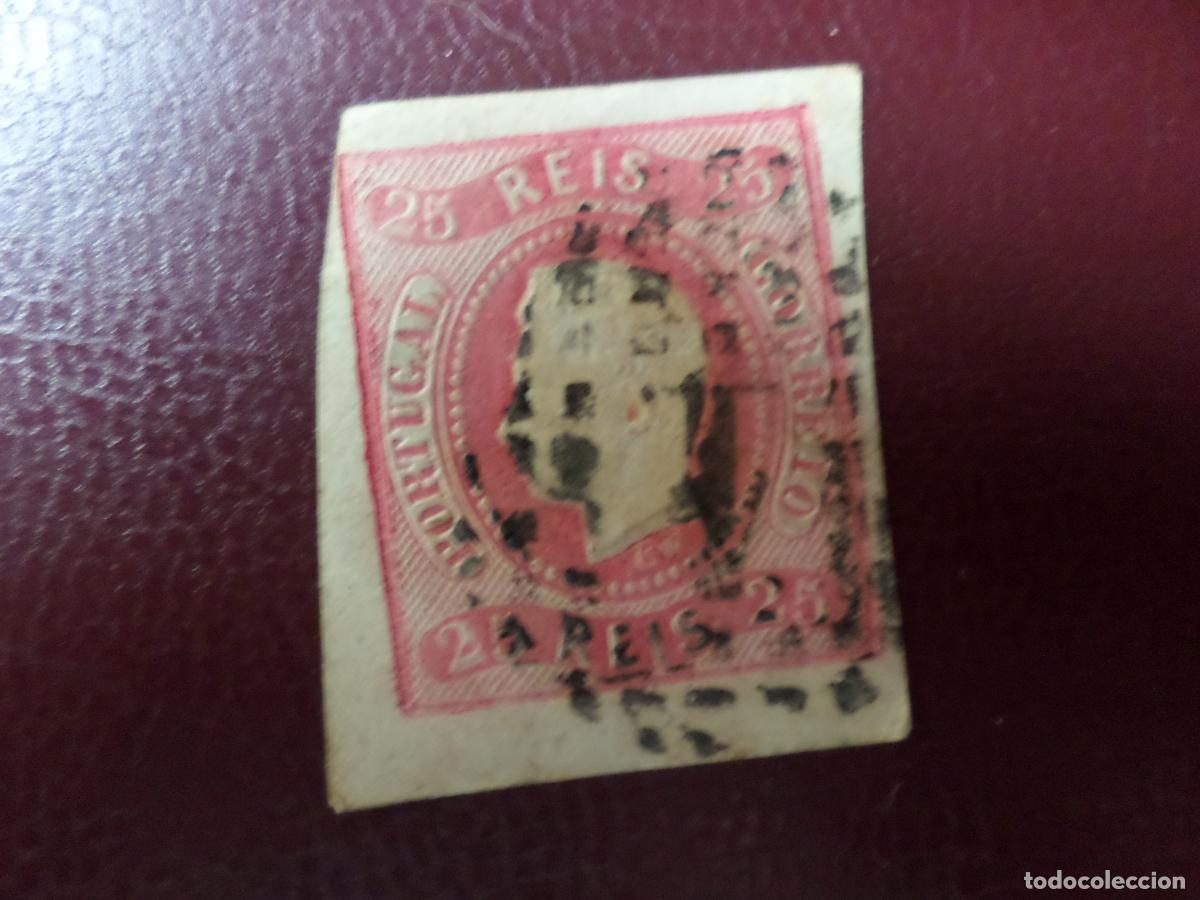 25 REIS 25
PORTUGAL
CORREIO
C W
25 REIS 25
todocoleccion